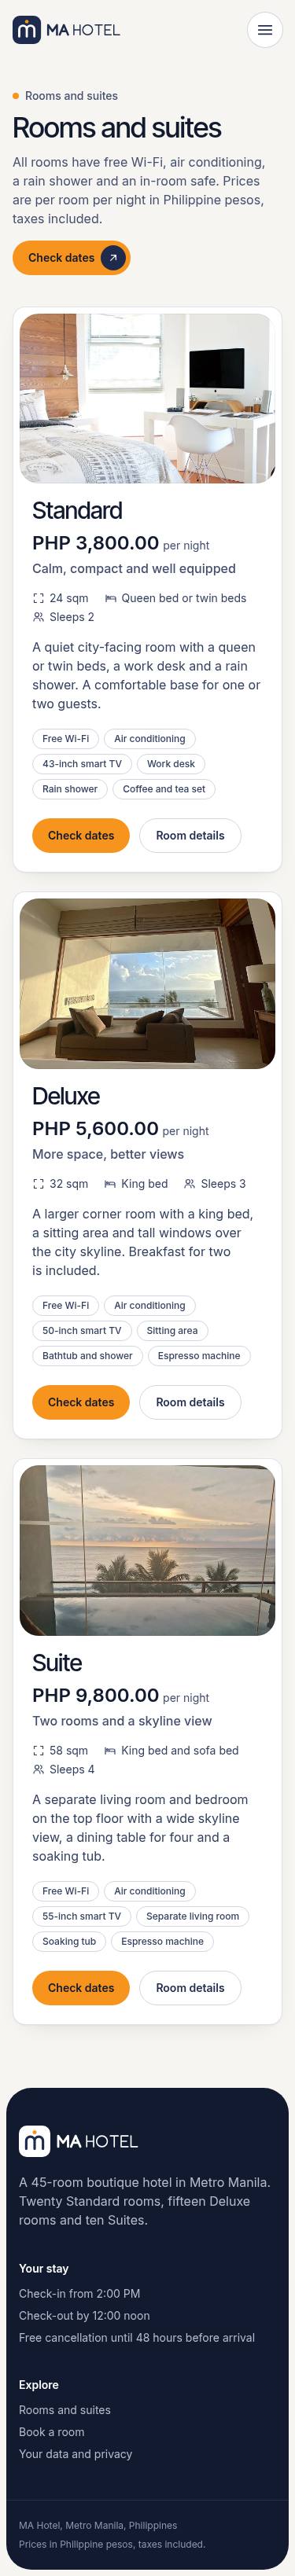 MA HOTEL
Rooms and suites
Rooms and suites
All rooms have free Wi-Fi, air conditioning,
a rain shower and an in-room safe. Prices
are per room per night in Philippine pesos,
taxes included.
Check dates
Standard
PHP 3,800.00 per night
Calm, compact and well equipped
24 sqm Queen bed or twin beds
Sleeps 2
A quiet city-facing room with a queen
or twin beds, a work desk and a rain
shower. A comfortable base for one or
two guests.
Free Wi-Fi Air conditioning
43-inch smart TV Work desk
Rain shower Coffee and tea set
Check dates Room details
Deluxe
PHP 5,600.00 per night
More space, better views
32 sqm King bed Sleeps 3
A larger corner room with a king bed,
a sitting area and tall windows over
the city skyline. Breakfast for two
is included.
Free Wi-Fi Air conditioning
50-inch smart TV Sitting area
Bathtub and shower Espresso machine
Check dates Room details
Suite
PHP 9,800.00 per night
Two rooms and a skyline view
58 sqm King bed and sofa bed
Sleeps 4
A separate living room and bedroom
on the top floor with a wide skyline
view, a dining table for four and a
soaking tub.
Free Wi-Fi Air conditioning
55-inch smart TV Separate living room
Soaking tub Espresso machine
Check dates Room details
MA HOTEL
A 45-room boutique hotel in Metro Manila.
Twenty Standard rooms, fifteen Deluxe
rooms and ten Suites.
Your stay
Check-in from 2:00 PM
Check-out by 12:00 noon
Free cancellation until 48 hours before arrival
Explore
Rooms and suites
Book a room
Your data and privacy
MA Hotel, Metro Manila, Philippines
Prices in Philippine pesos, taxes included.